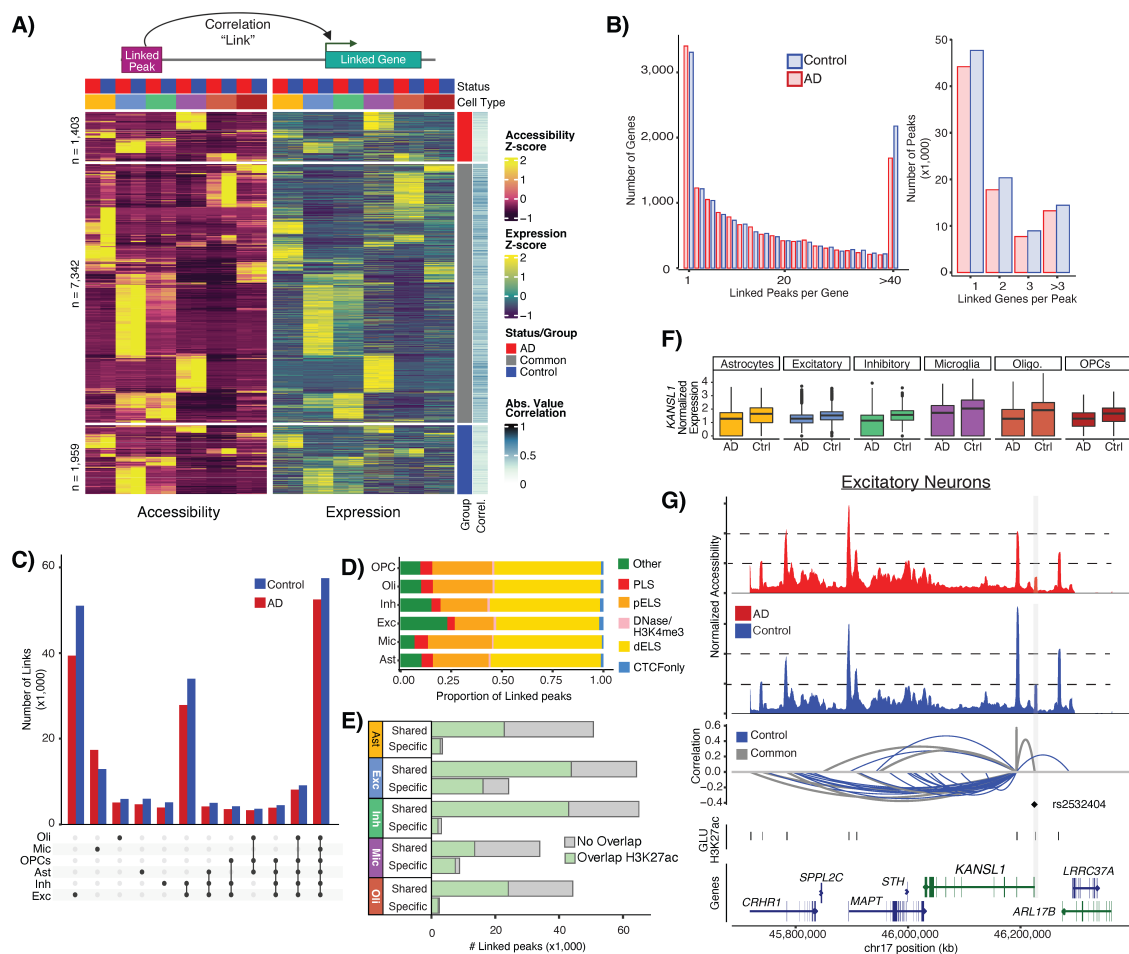 A)
Correlation
"Link"
Linked
Peak
Linked Gene
Status
Cell Type
n = 1,403
n = 7,342
n = 1,959
Accessibility
Z-score
2
1
0
−1
Expression
Z-score
2
1
0
−1
Status/Group
AD
Common
Control
Abs. Value
Correlation
1
0.5
0
Accessibility
Expression
Group
Correl.
B)
Number of Genes
3,000
2,000
1,000
0
1
20
>40
Linked Peaks per Gene
Control
AD
Number of Peaks
(x1,000)
50
40
30
20
10
0
1
2
3
>3
Linked Genes per Peak
F)
Astrocytes
Excitatory
Inhibitory
Microglia
Oligo.
OPCs
KANSL1
Normalized
Expression
4
3
2
1
0
AD Ctrl
AD Ctrl
AD Ctrl
AD Ctrl
AD Ctrl
AD Ctrl
C)
Number of Links
(x1,000)
60
40
20
0
Control
AD
Oli
Mic
OPCs
Ast
Inh
Exc
D)
OPC
Oli
Inh
Exc
Mic
Ast
0.00
0.25
0.50
0.75
1.00
Proportion of Linked peaks
Other
PLS
pELS
DNase/
H3K4me3
dELS
CTCFonly
E)
Ast
Shared
Specific
Exc
Shared
Specific
Inh
Shared
Specific
Mic
Shared
Specific
Oli
Shared
Specific
No Overlap
Overlap H3K27ac
0
20
40
60
# Linked peaks (x1,000)
G)
Excitatory Neurons
Normalized Accessibility
AD
Control
Correlation
0.6
0.4
0.2
0.0
−0.2
−0.4
Control
Common
rs2532404
GLU
H3K27ac
Genes
SPPL2C
STH
KANSL1
LRRC37A
CRHR1
MAPT
ARL17B
45,800,000
46,000,000
46,200,000
chr17 position (kb)